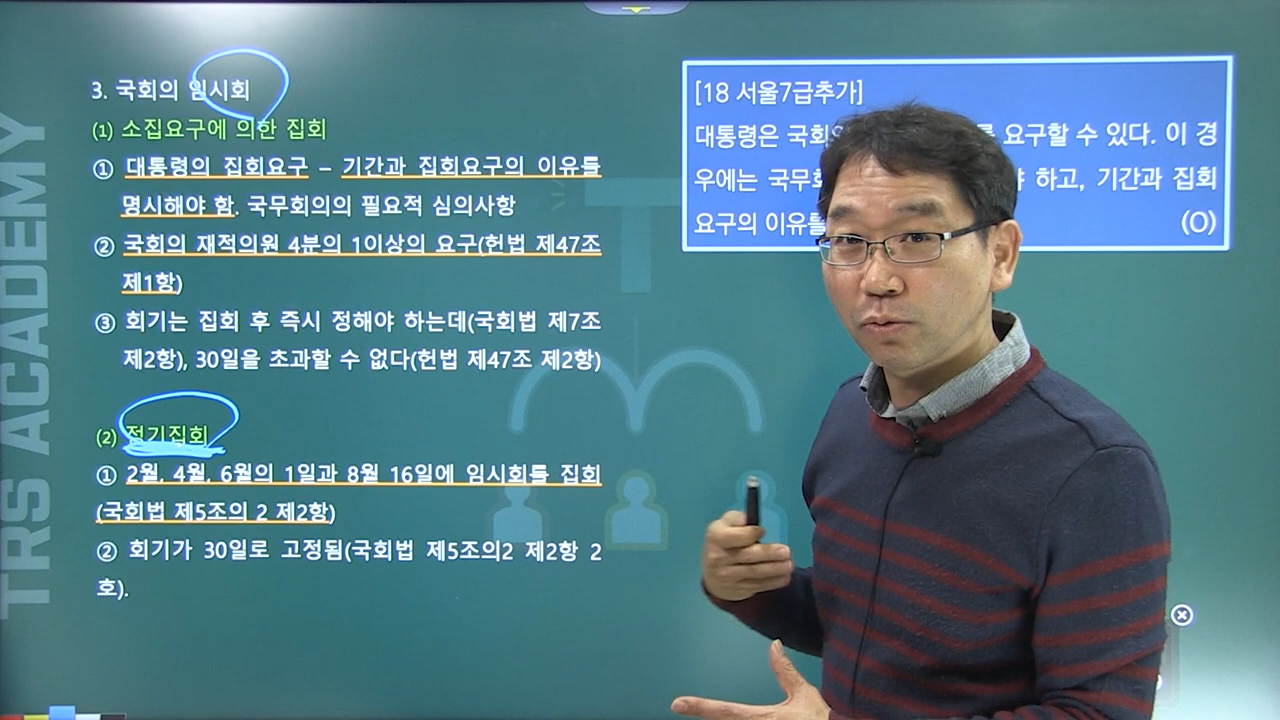 TRS ACADEMY
3. 국회의 임시회
(1) 소집요구에 의한 집회
① 대통령의 집회요구 – 기간과 집회요구의 이유를
명시해야 함. 국무회의의 필요적 심의사항
② 국회의 재적의원 4분의 1이상의 요구(헌법 제47조
제1항)
③ 회기는 집회 후 즉시 정해야 하는데(국회법 제7조
제2항), 30일을 초과할 수 없다(헌법 제47조 제2항)
(2) 정기집회
① 2월, 4월, 6월의 1일과 8월 16일에 임시회를 집회
(국회법 제5조의 2 제2항)
② 회기가 30일로 고정됨(국회법 제5조의2 제2항 2
호).
[18 서울7급추가]
대통령은 요구할 수 있다. 이 경
우에는 하고, 기간과 집회
요구의 이유를 (O)